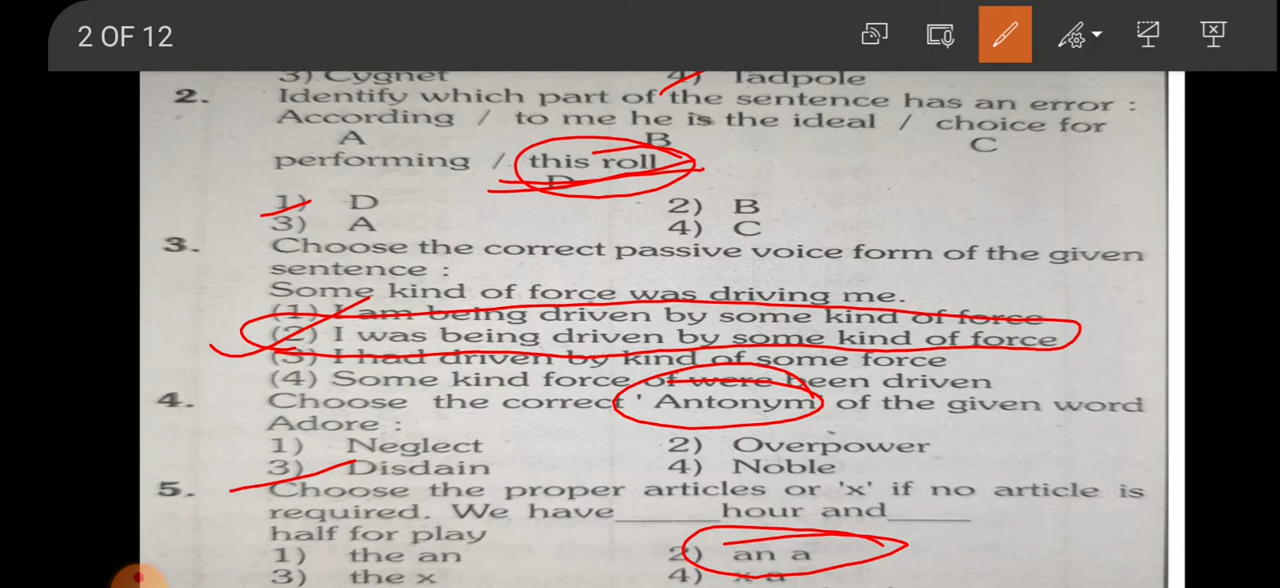 2 OF 12
3) Cygnet 4) Tadpole
2. Identify which part of the sentence has an error :
According / to me he is the ideal / choice for
A B C
performing / this roll
D
1) D 2) B
3) A 4) C
3. Choose the correct passive voice form of the given
sentence :
Some kind of force was driving me.
(1) I am being driven by some kind of force
(2) I was being driven by some kind of force
(3) I had driven by kind of some force
(4) Some kind force of were been driven
4. Choose the correct ' Antonym' of the given word
Adore :
1) Neglect 2) Overpower
3) Disdain 4) Noble
5. Choose the proper articles or 'x' if no article is
required. We have______hour and_____
half for play
1) the an 2) an a
3) the x 4) x a